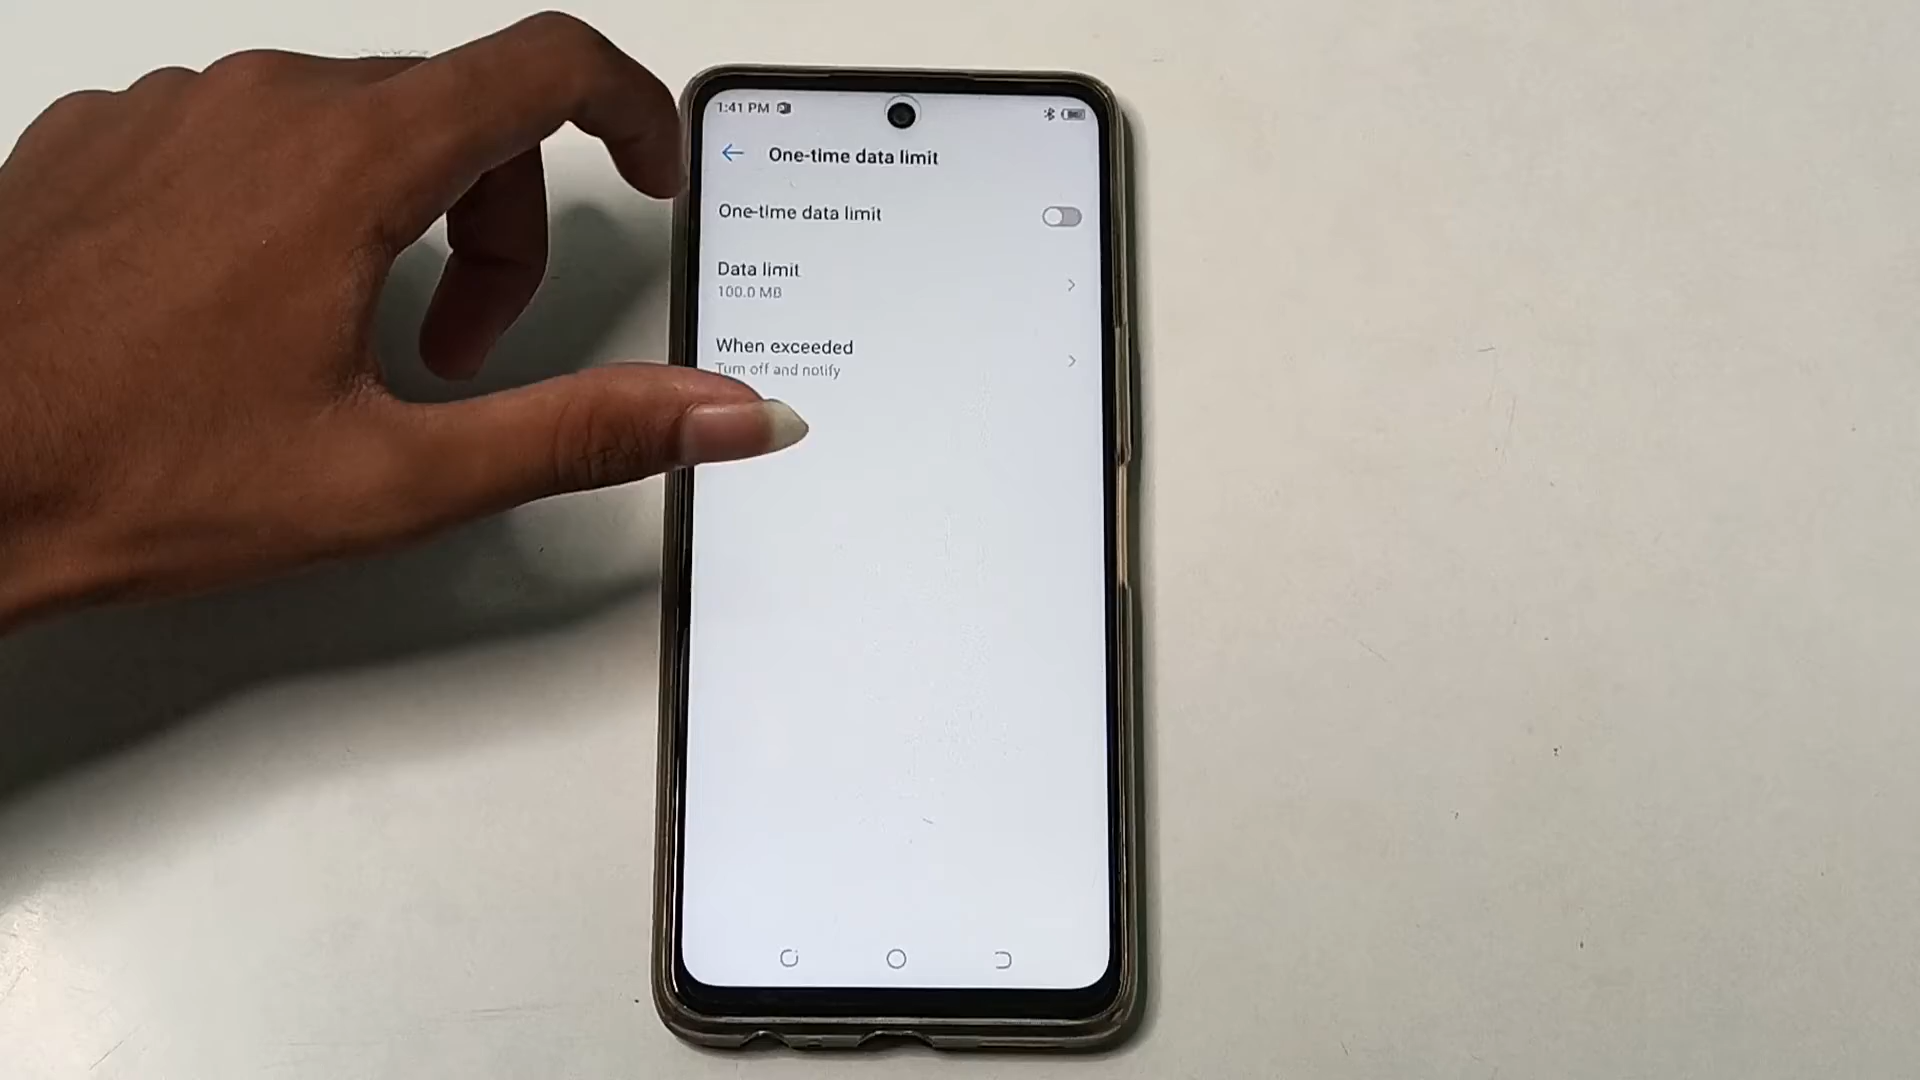 1:41 PM
One-time data limit
One-time data limit
Data limit
100.0 MB
When exceeded
Turn off and notify